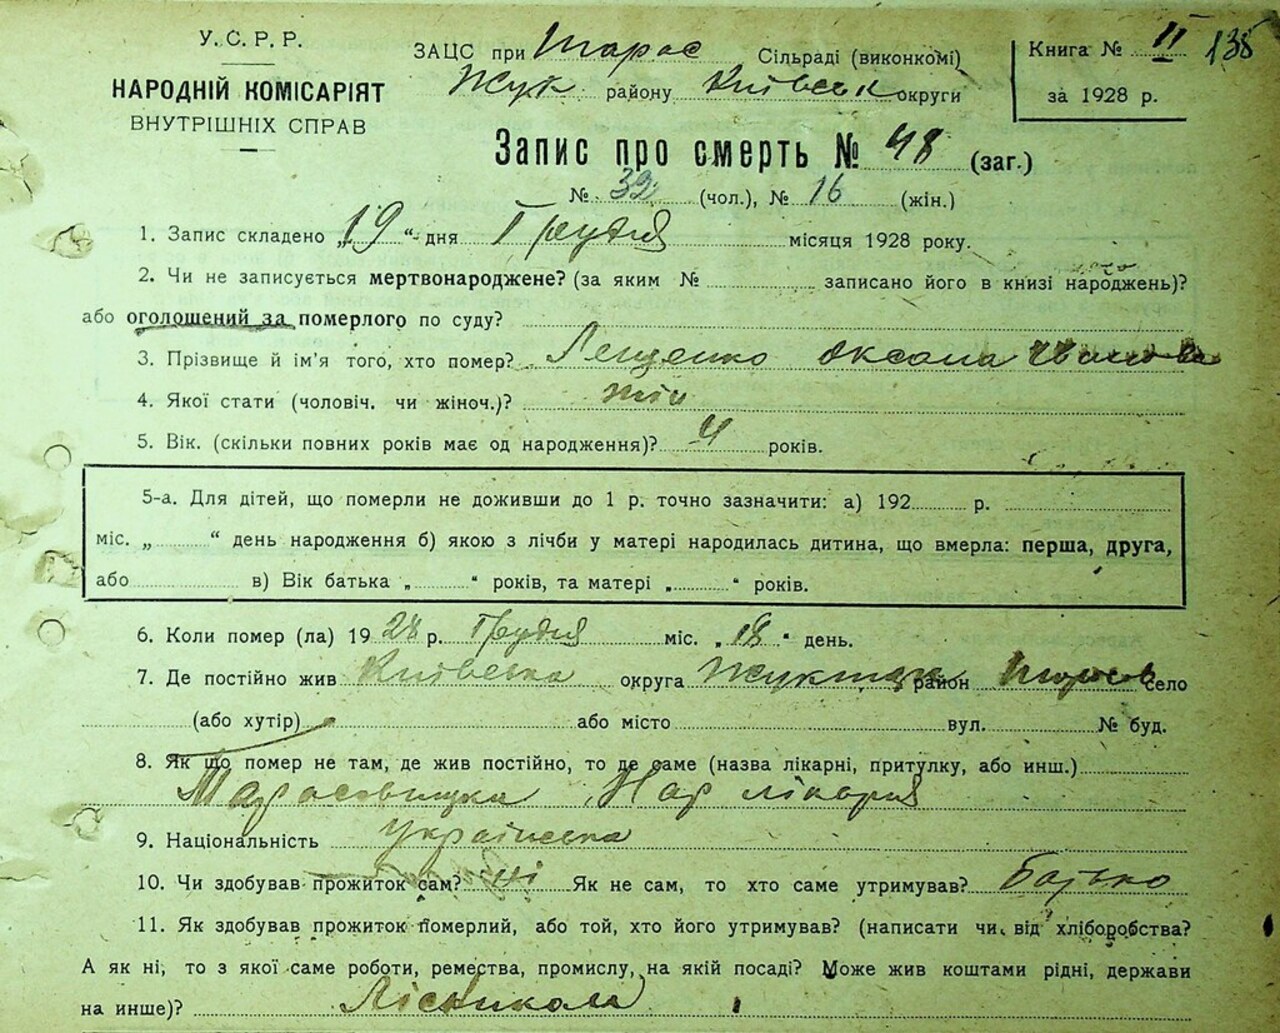 У. С. Р. Р.
НАРОДНІЙ КОМІСАРІЯТ
ВНУТРІШНІХ СПРАВ
ЗАЦС при Тарас Сільраді (виконкомі)
Жук району Київськ округи
Книга № II 138
за 1928 р.
Запис про смерть № 48 (заг.)
№ 32 (чол.), № 16 (жін.)
1. Запис складено „19“ дня Грудня місяця 1928 року.
2. Чи не записується мертвонароджене? (за яким № записано його в книзі народжень)?
або оголошений за померлого по суду?
3. Прізвище й ім'я того, хто помер? Лещенко Оксана
4. Якої стати (чоловіч. чи жіноч.)? жін
5. Вік. (скільки повних років має од народження)? 4 років.
5-а. Для дітей, що померли не доживши до 1 р. точно зазначити: а) 192 р.
міс. „ “ день народження б) якою з лічби у матері народилась дитина, що вмерла: перша, друга,
або в) Вік батька „ “ років, та матері „ “ років.
6. Коли помер (ла) 1928 р. Грудня міс. „18“ день.
7. Де постійно жив Київська округа район село
(або хутір) або місто вул. № буд.
8. Як що помер не там, де жив постійно, то де саме (назва лікарні, притулку, або инш.)
Тарасовицка Нар лікарня
9. Національність українська
10. Чи здобував прожиток сам? ні Як не сам, то хто саме утримував? Батько
11. Як здобував прожиток померлий, або той, хто його утримував? (написати чи від хліборобства?
А як ні, то з якої саме роботи, ремества, промислу, на якій посаді? Може жив коштами рідні, держави
на инше)? Лісником